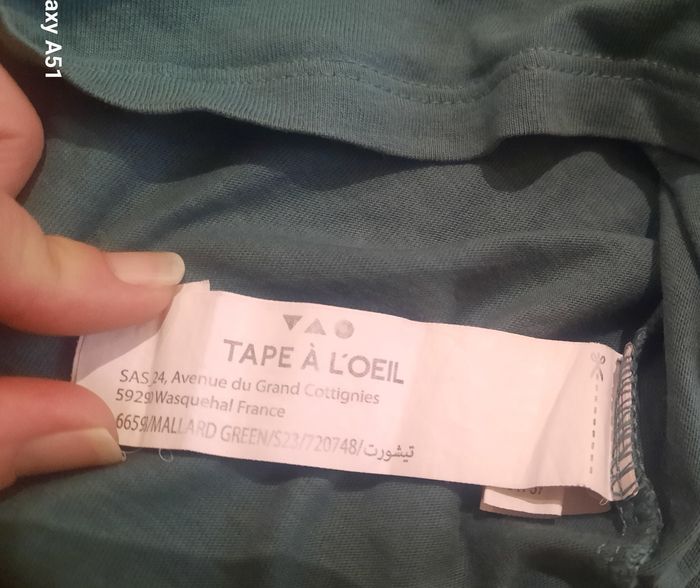 axy A51
TAPE À L'OEIL
SAS 24, Avenue du Grand Cottignies
5929 Wasquehal France
6659/MALLARD GREEN/S23/720748/تيشورت